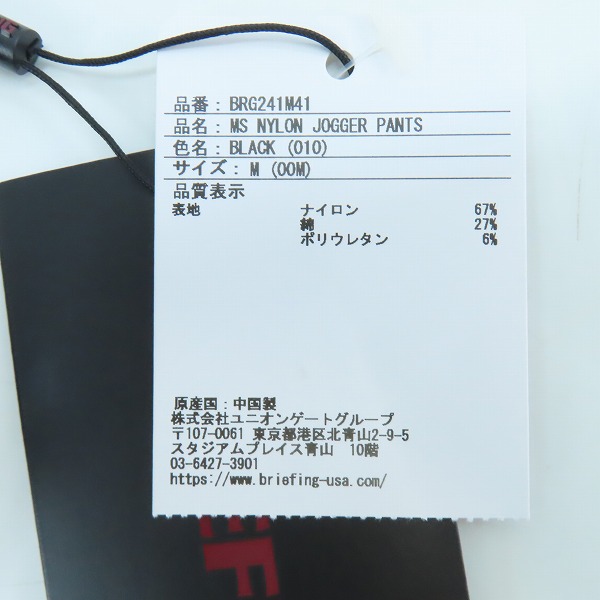 品番: BRG241M41
品名: MS NYLON JOGGER PANTS
色名: BLACK (010)
サイズ: M (00M)
品質表示
表地 ナイロン 67%
綿 27%
ポリウレタン 6%
原産国:中国製
株式会社ユニオンゲートグループ
〒107-0061 東京都港区北青山2-9-5
スタジアムプレイス青山 10階
03-6427-3901
https://www.briefing-usa.com/
EF